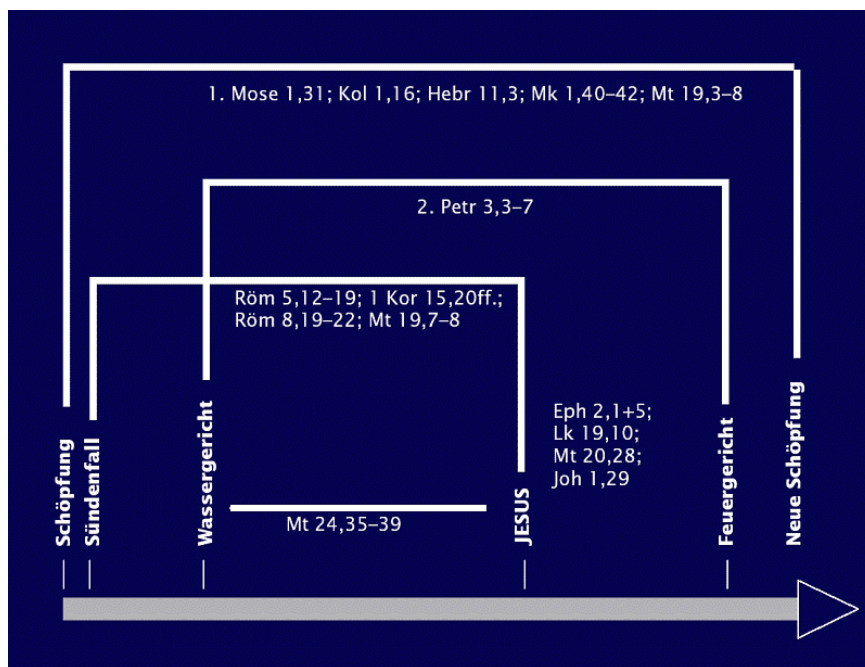 1. Mose 1,31; Kol 1,16; Hebr 11,3; Mk 1,40–42; Mt 19,3–8
2. Petr 3,3–7
Röm 5,12–19; 1 Kor 15,20ff.;
Röm 8,19–22; Mt 19,7–8
Eph 2,1+5;
Lk 19,10;
Mt 20,28;
Joh 1,29
Mt 24,35–39
Schöpfung
Sündenfall
Wassergericht
JESUS
Feuergericht
Neue Schöpfung